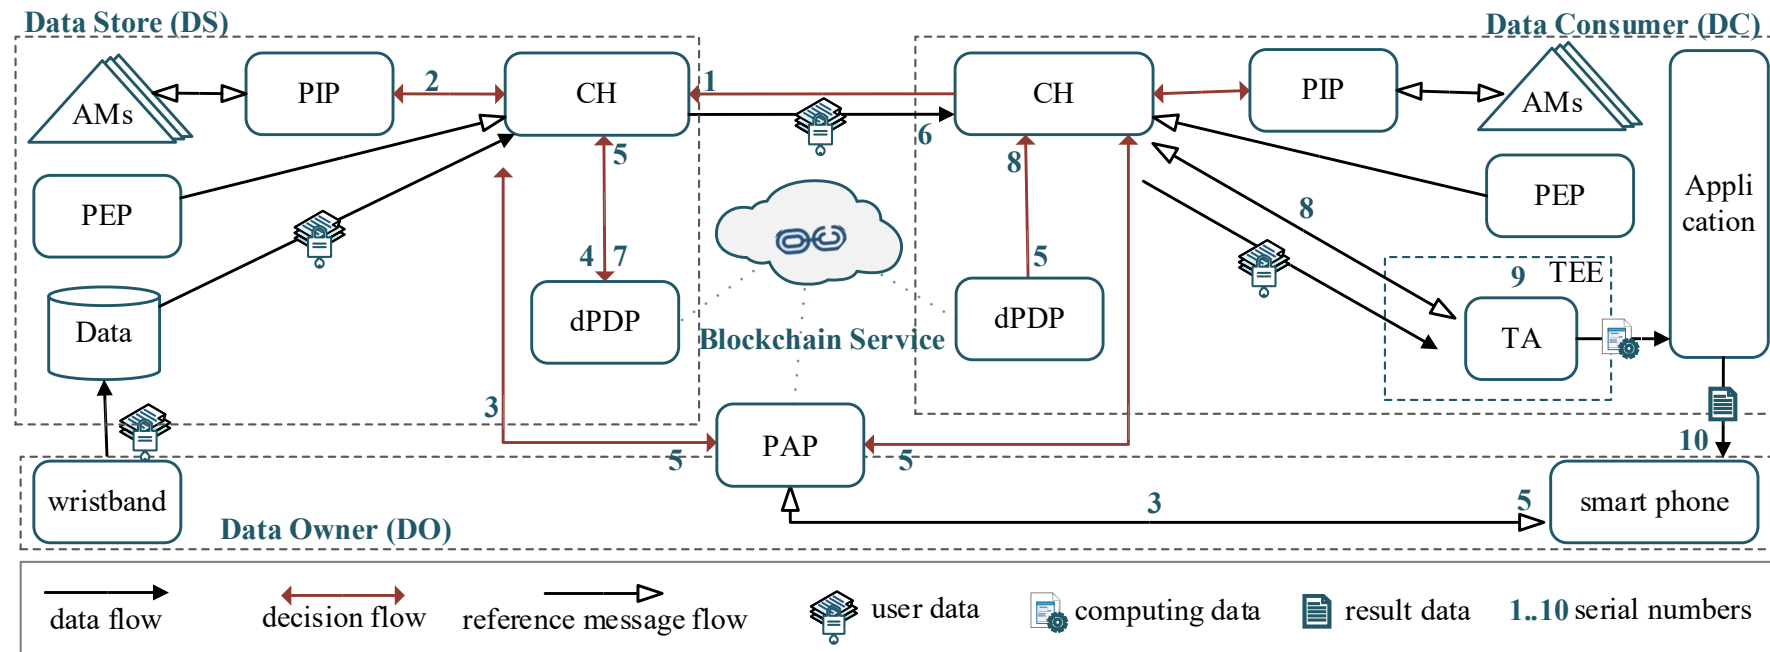 Data Store (DS)
Data Consumer (DC)
AMs
PIP
2
CH
1
6
CH
PIP
AMs
Appli
cation
PEP
5
8
PEP
8
4 7
5
9 TEE
Data
dPDP
Blockchain Service
dPDP
TA
3
5
PAP
5
10
wristband
3
5
smart phone
Data Owner (DO)
data flow
decision flow
reference message flow
user data
computing data
result data
1..10 serial numbers